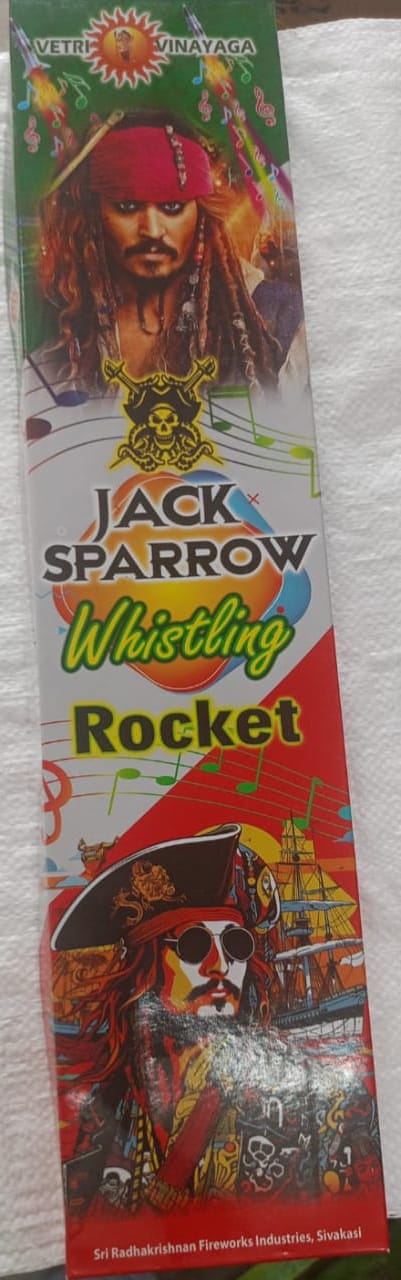 VETRI VINAYAGA
JACK
SPARROW
Whistling
Rocket
Sri Radhakrishnan Fireworks Industries, Sivakasi